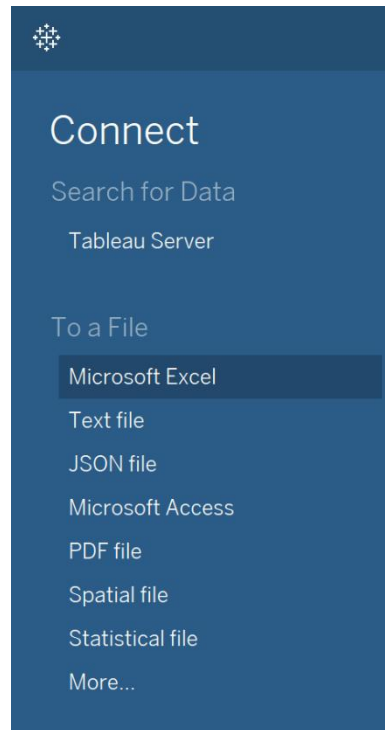 Connect
Search for Data
Tableau Server
To a File
Microsoft Excel
Text file
JSON file
Microsoft Access
PDF file
Spatial file
Statistical file
More...